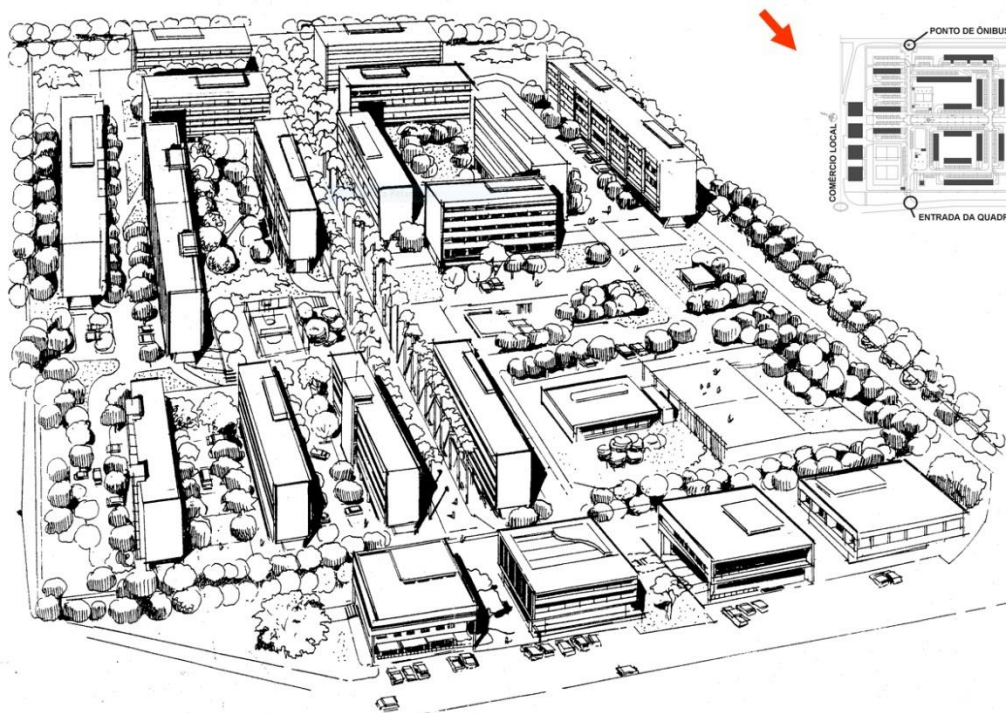 PONTO DE ÔNIBUS
COMÉRCIO LOCAL
ENTRADA DA QUADR